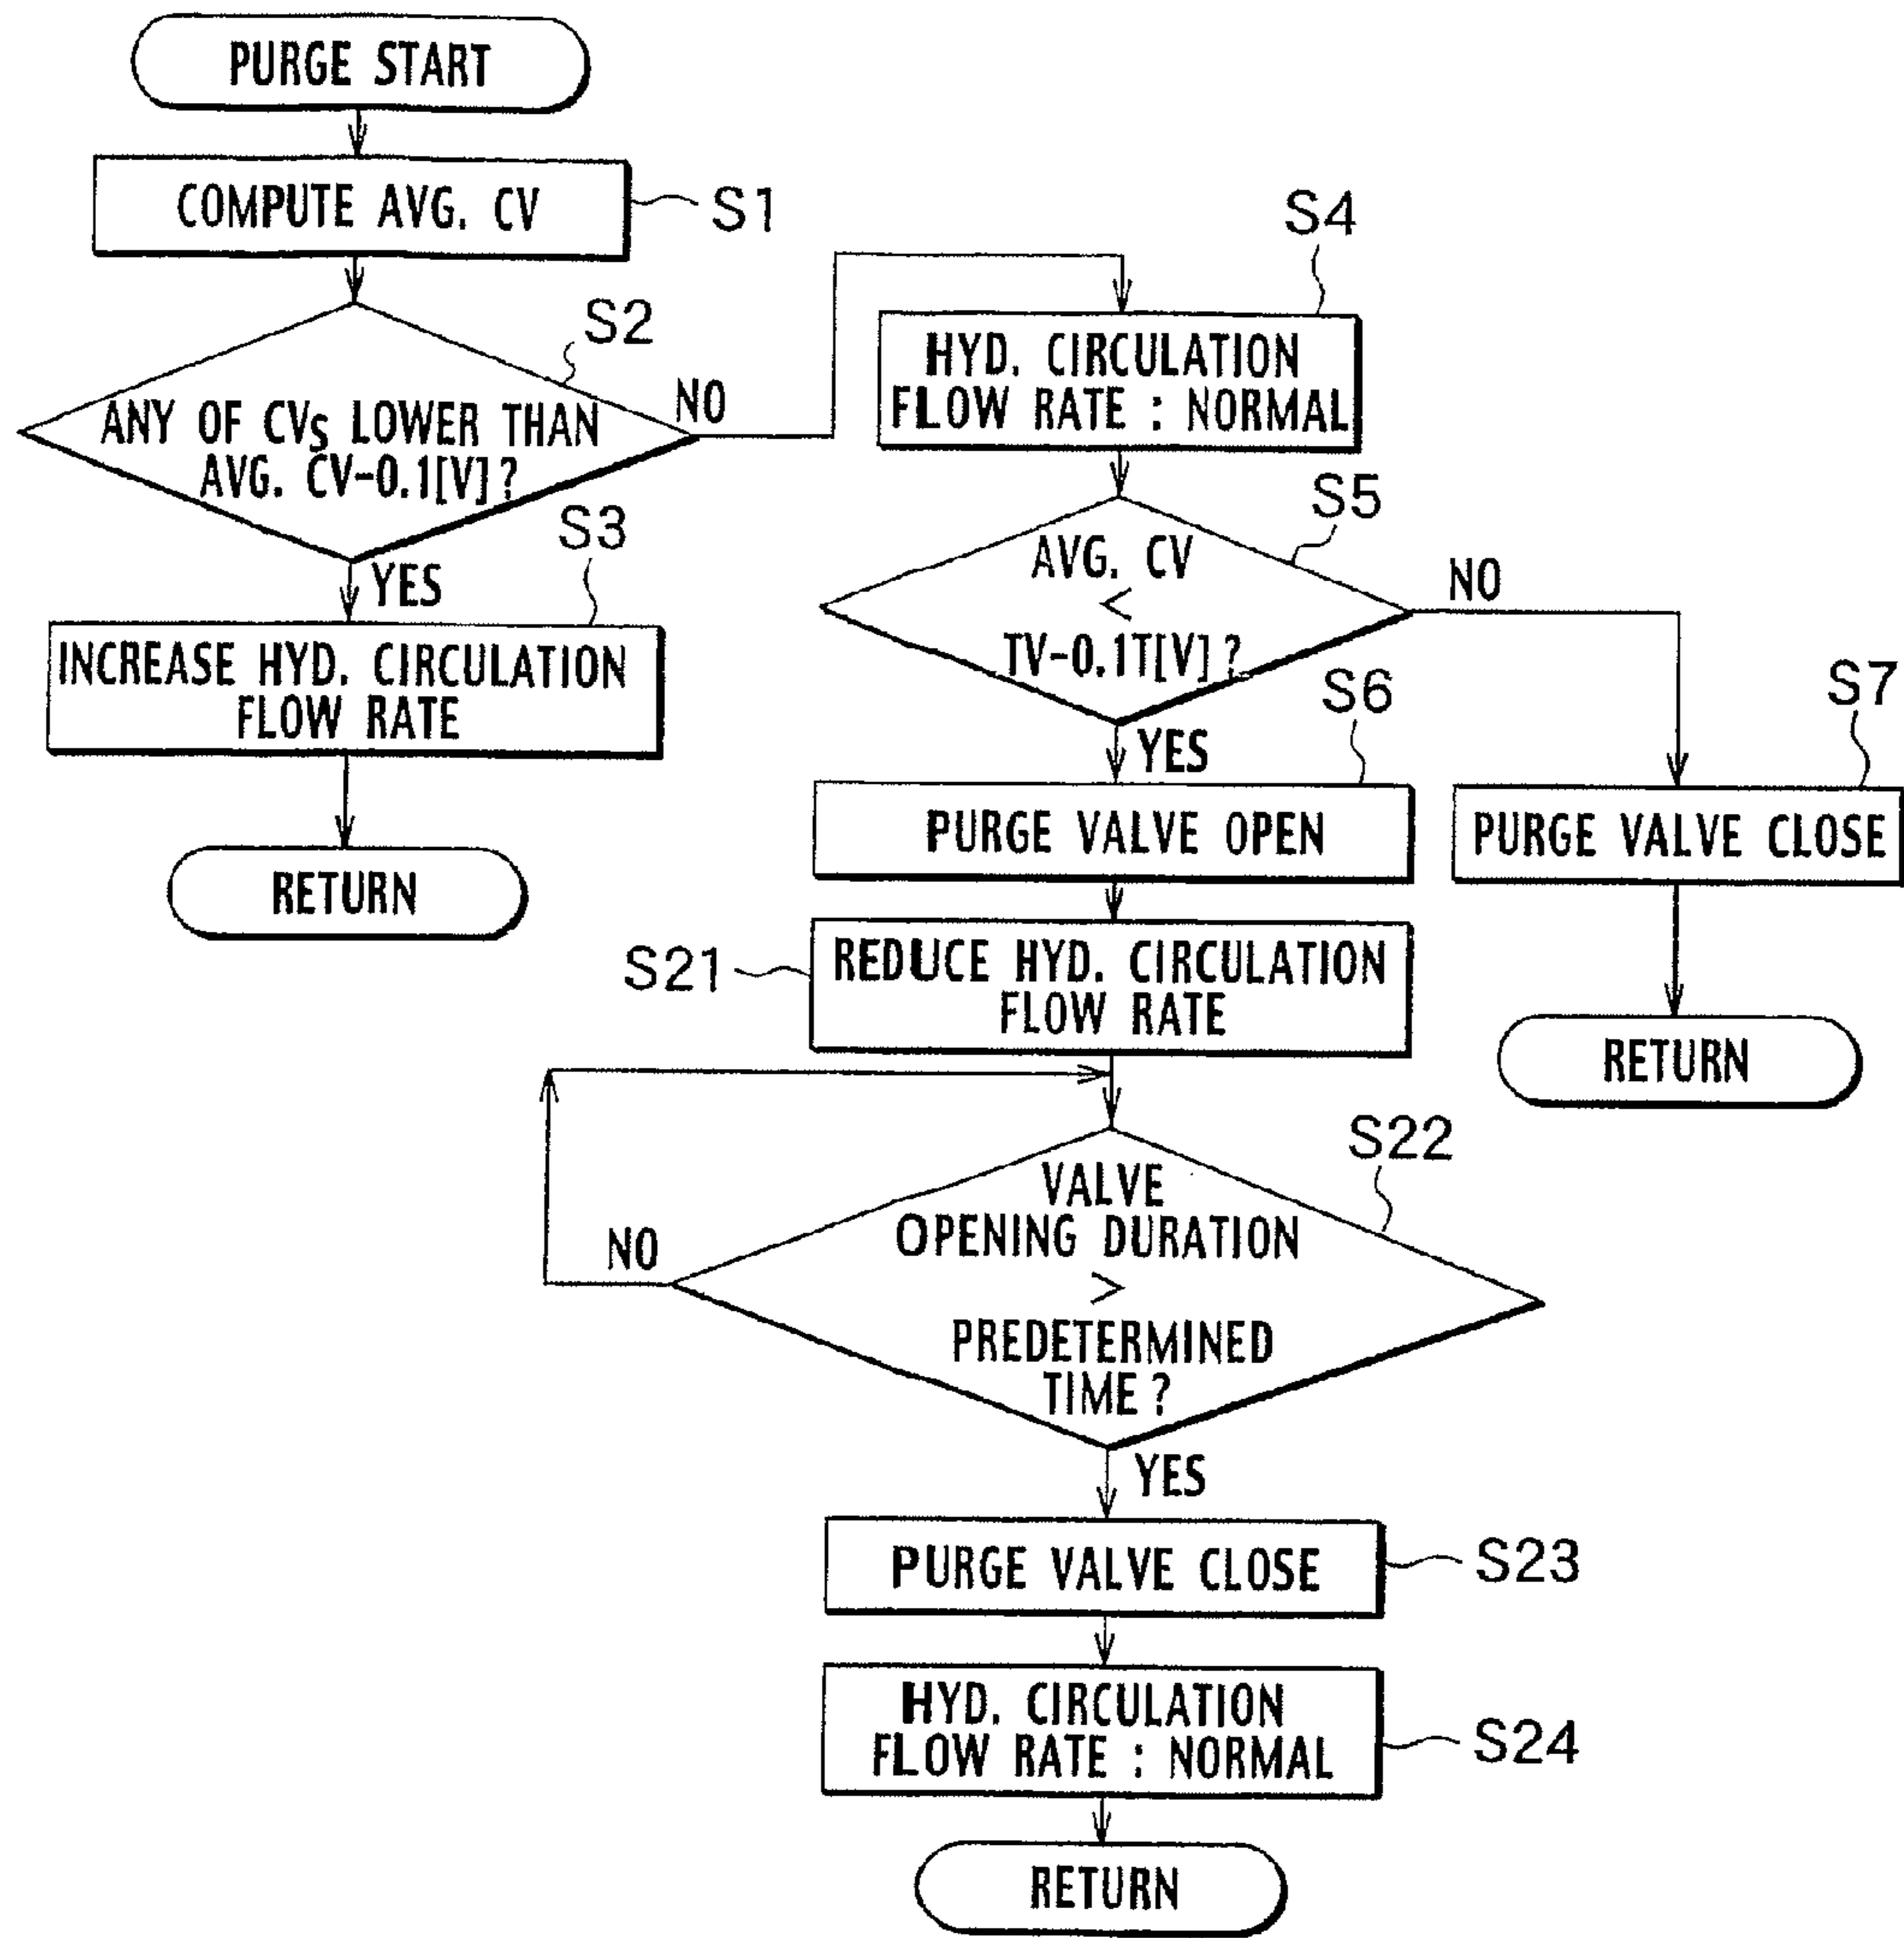 PURGE START
COMPUTE AVG. CV
S1
S2
ANY OF CVs LOWER THAN
AVG. CV-0.1[V]?
NO
YES
S3
INCREASE HYD. CIRCULATION
FLOW RATE
RETURN
S4
HYD. CIRCULATION
FLOW RATE : NORMAL
S5
AVG. CV
<
TV-0.1T[V]?
NO
YES
S6
PURGE VALVE OPEN
S7
PURGE VALVE CLOSE
RETURN
S21
REDUCE HYD. CIRCULATION
FLOW RATE
S22
VALVE
OPENING DURATION
>
PREDETERMINED
TIME?
NO
YES
PURGE VALVE CLOSE
S23
HYD. CIRCULATION
FLOW RATE : NORMAL
S24
RETURN